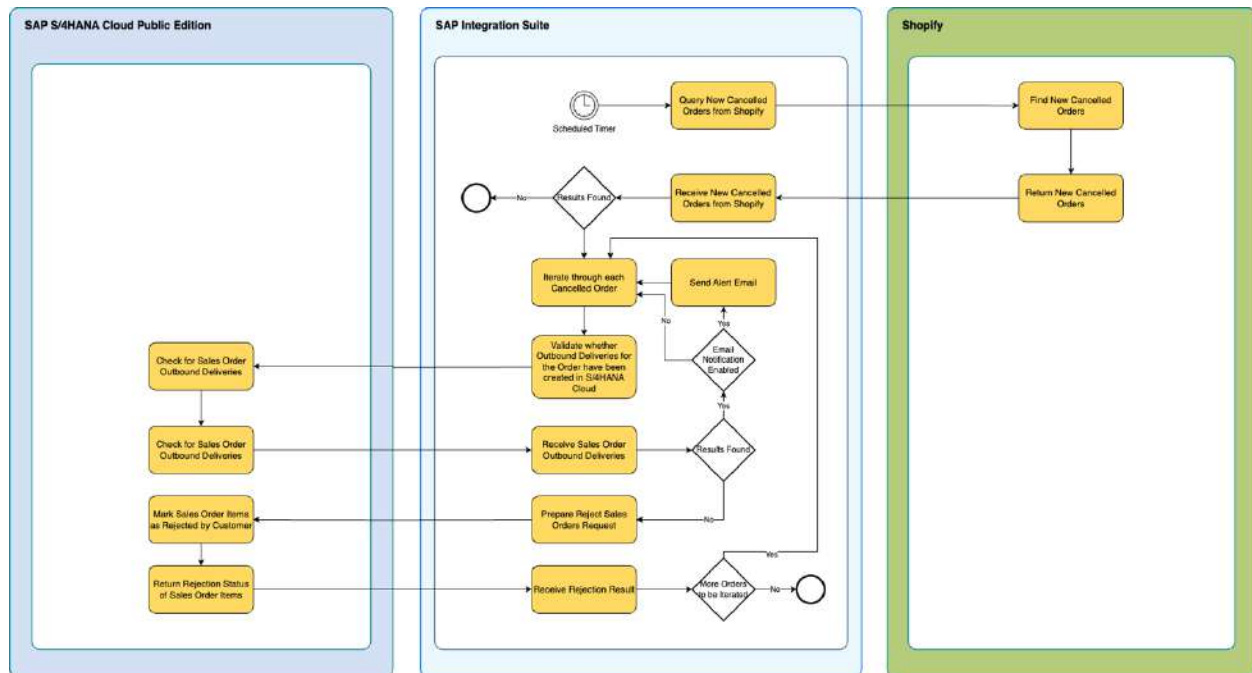 SAP S/4HANA Cloud Public Edition
SAP Integration Suite
Shopify
Scheduled Timer
Query New Cancelled
Orders from Shopify
Find New Cancelled
Orders
No
Results Found
Receive New Cancelled
Orders from Shopify
Return New Cancelled
Orders
Iterate through each
Cancelled Order
Send Alert Email
No
Yes
Check for Sales Order
Outbound Deliveries
Validate whether
Outbound Deliveries for
the Order have been
created in S/4HANA
Cloud
Email
Notification
Enabled
Yes
Check for Sales Order
Outbound Deliveries
Receive Sales Order
Outbound Deliveries
Results Found
Mark Sales Order Items
as Rejected by Customer
Prepare Reject Sales
Orders Request
No
Yes
Return Rejection Status
of Sales Order Items
Receive Rejection Result
More Orders
to be Iterated
No